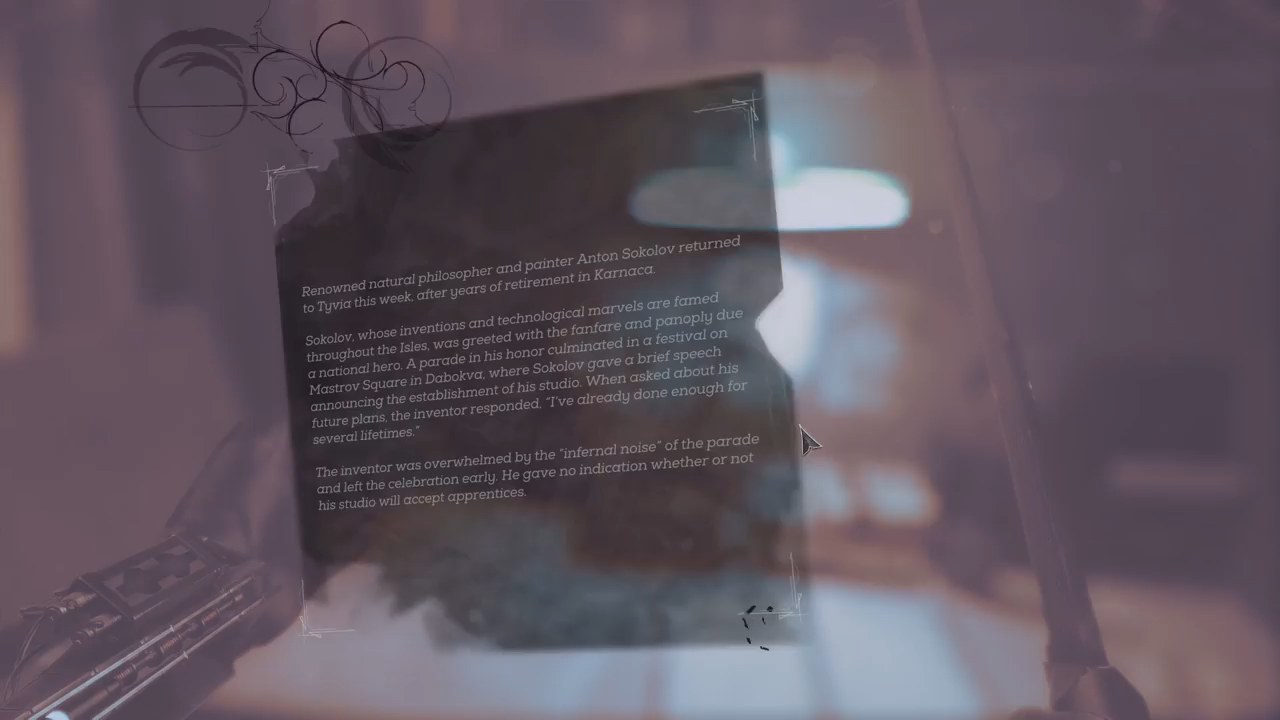 Renowned natural philosopher and painter Anton Sokolov returned
to Tyvia this week, after years of retirement in Karnaca.
Sokolov, whose inventions and technological marvels are famed
throughout the Isles, was greeted with the fanfare and panoply due
a national hero. A parade in his honor culminated in a festival on
Mastrov Square in Dabokva, where Sokolov gave a brief speech
announcing the establishment of his studio. When asked about his
future plans, the inventor responded, "I've already done enough for
several lifetimes."
The inventor was overwhelmed by the "infernal noise" of the parade
and left the celebration early. He gave no indication whether or not
his studio will accept apprentices.